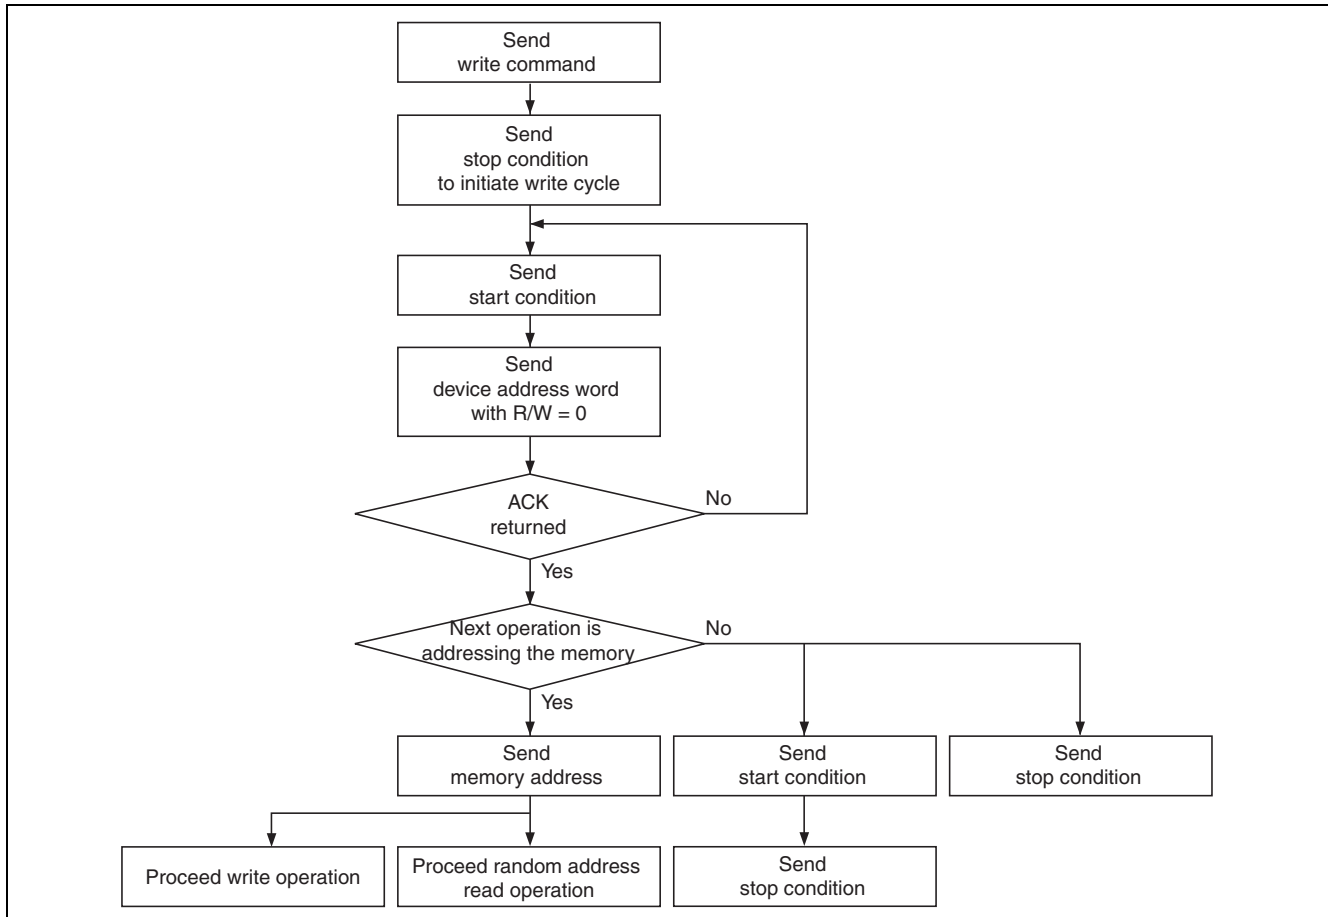 Send
write command
Send
stop condition
to initiate write cycle
Send
start condition
Send
device address word
with R/W = 0
ACK
returned
No
Yes
Next operation is
addressing the memory
No
Yes
Send
memory address
Send
start condition
Send
stop condition
Proceed write operation
Proceed random address
read operation
Send
stop condition